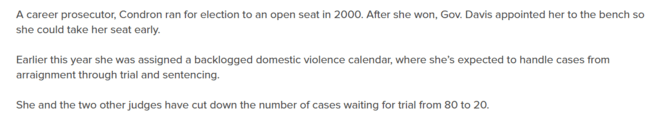 A career prosecutor, Condron ran for election to an open seat in 2000. After she won, Gov. Davis appointed her to the bench so
she could take her seat early.
Earlier this year she was assigned a backlogged domestic violence calendar, where she's expected to handle cases from
arraignment through trial and sentencing.
She and the two other judges have cut down the number of cases waiting for trial from 80 to 20.